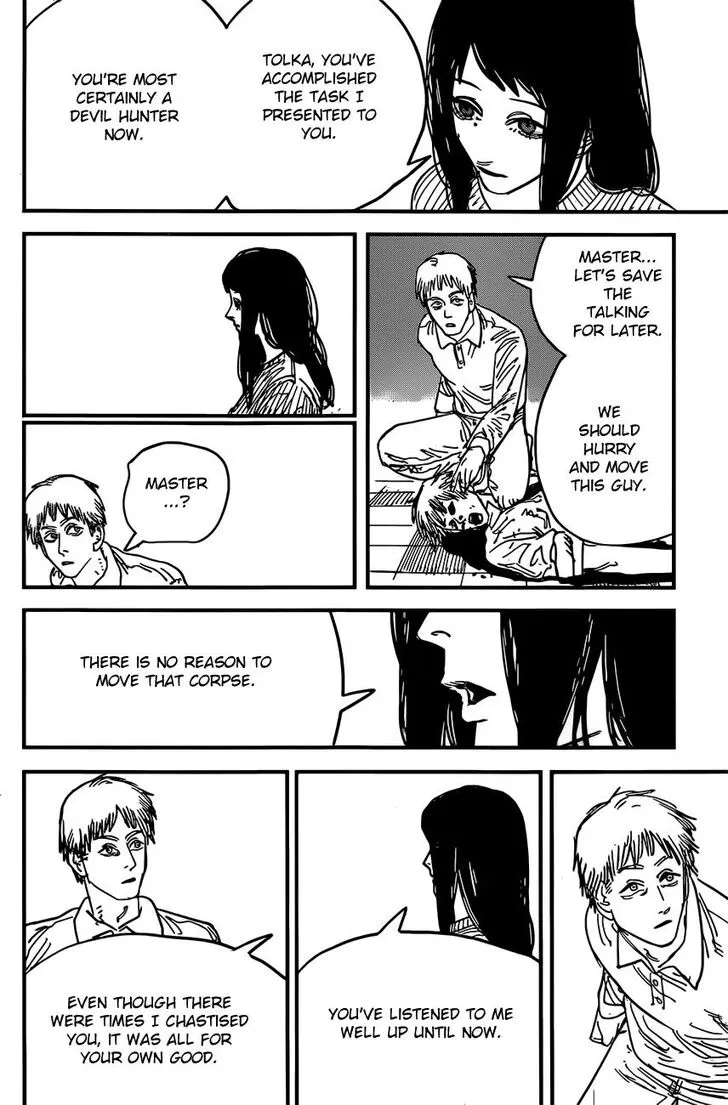 TOLKA, YOU'VE
ACCOMPLISHED
THE TASK I
PRESENTED TO
YOU.
YOU'RE MOST
CERTAINLY A
DEVIL HUNTER
NOW.
MASTER...
LET'S SAVE
THE
TALKING
FOR LATER.
WE
SHOULD
HURRY
AND MOVE
THIS GUY.
MASTER
...?
THERE IS NO REASON TO
MOVE THAT CORPSE.
YOU'VE LISTENED TO ME
WELL UP UNTIL NOW.
EVEN THOUGH THERE
WERE TIMES I CHASTISED
YOU, IT WAS ALL FOR
YOUR OWN GOOD.